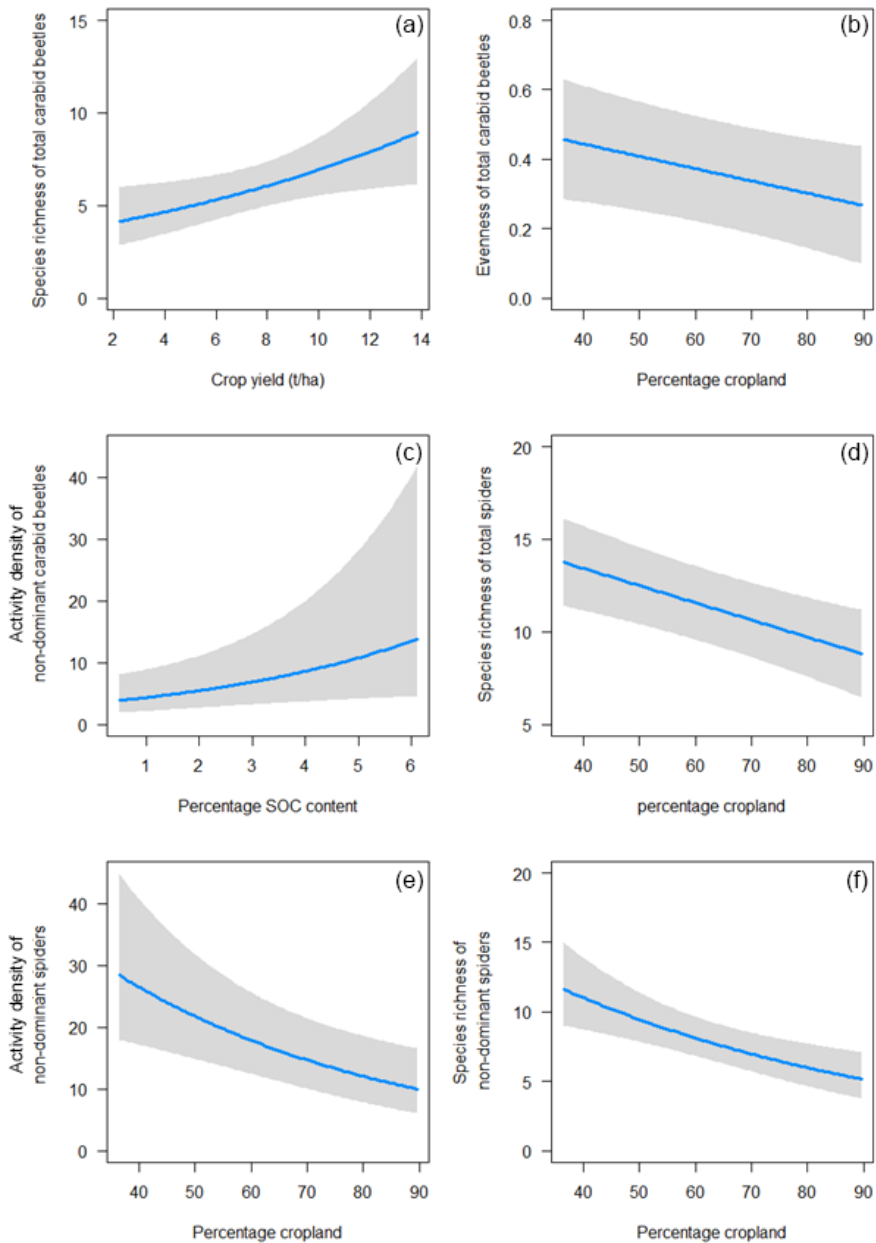 (a)
Species richness of total carabid beetles
15
10
5
0
2 4 6 8 10 12 14
Crop yield (t/ha)
(b)
Evenness of total carabid beetles
0.8
0.6
0.4
0.2
0.0
40 50 60 70 80 90
Percentage cropland
(c)
Activity density of
non-dominant carabid beetles
40
30
20
10
0
1 2 3 4 5 6
Percentage SOC content
(d)
Species richness of total spiders
20
15
10
5
40 50 60 70 80 90
percentage cropland
(e)
Activity density of
non-dominant spiders
40
30
20
10
0
40 50 60 70 80 90
Percentage cropland
(f)
Species richness of
non-dominant spiders
20
15
10
5
0
40 50 60 70 80 90
Percentage cropland